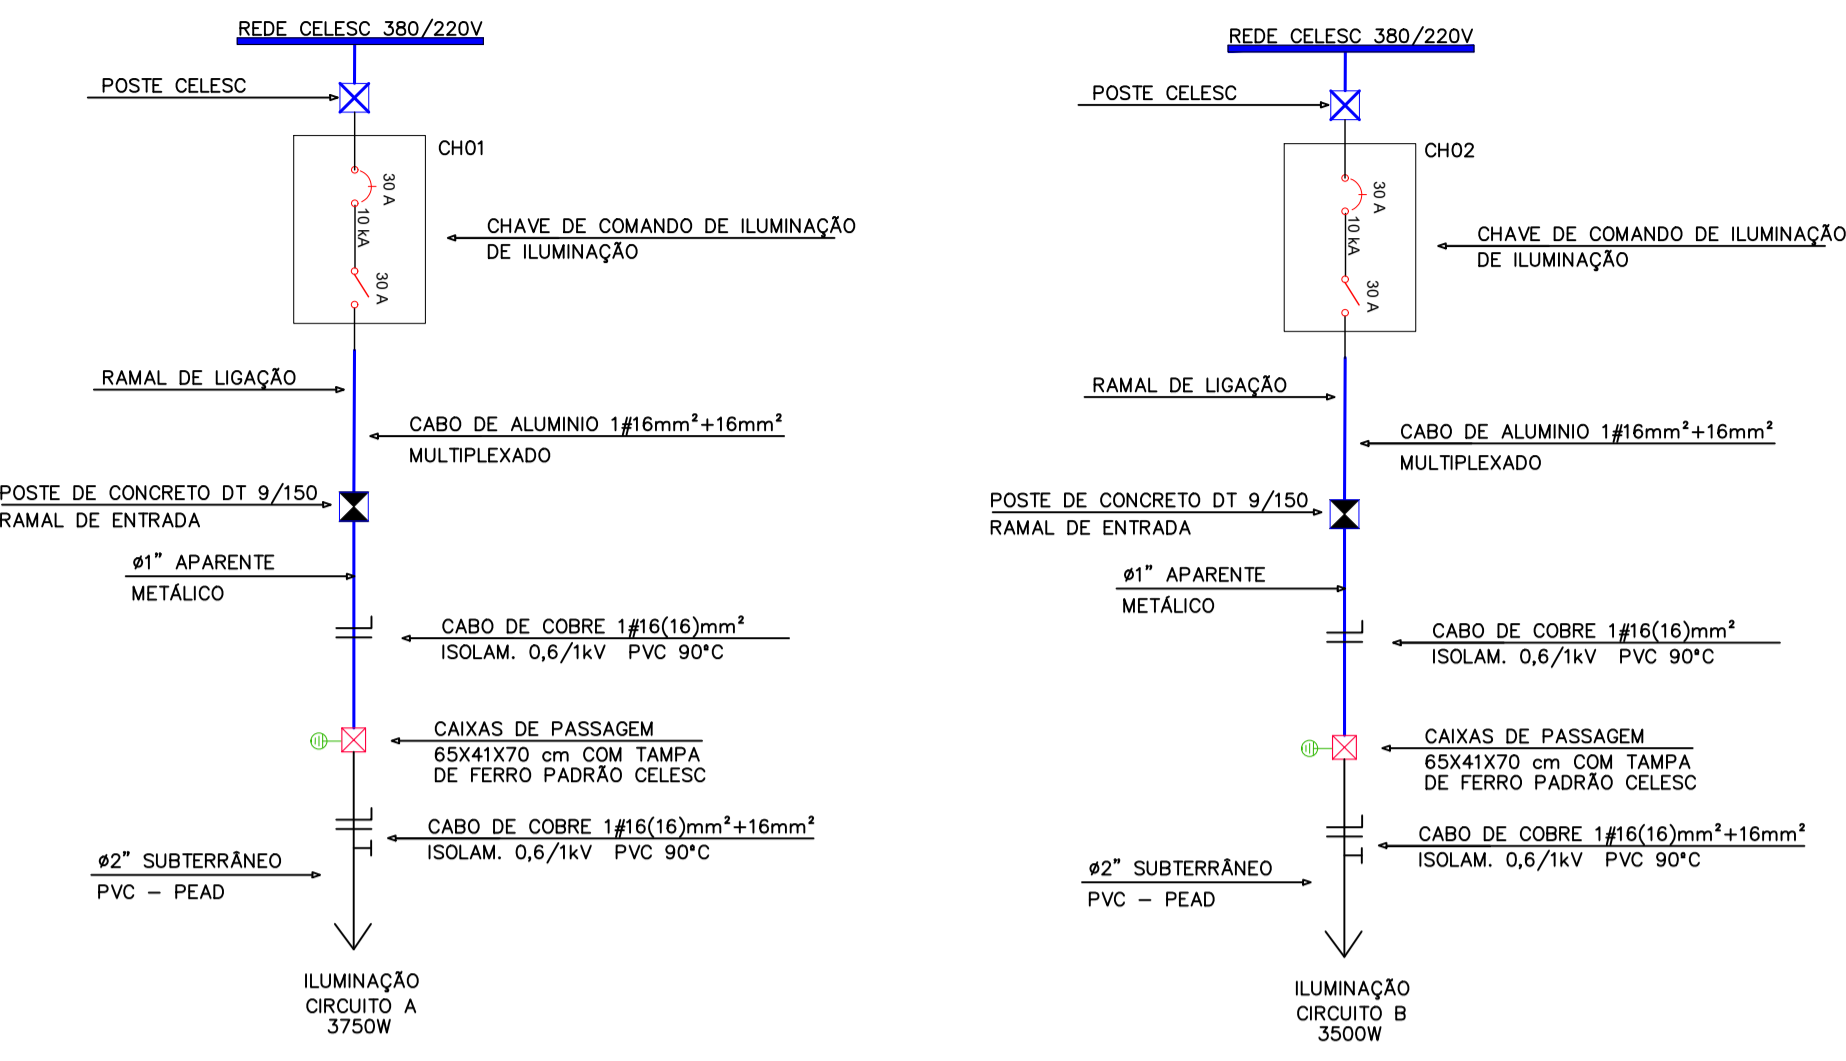 REDE CELESC 380/220V
POSTE CELESC
CH01
30 A
10 kA
30 A
CHAVE DE COMANDO DE ILUMINAÇÃO
DE ILUMINAÇÃO
RAMAL DE LIGAÇÃO
CABO DE ALUMINIO 1#16mm²+16mm²
MULTIPLEXADO
POSTE DE CONCRETO DT 9/150
RAMAL DE ENTRADA
ø1" APARENTE
METÁLICO
CABO DE COBRE 1#16(16)mm²
ISOLAM. 0,6/1kV PVC 90°C
CAIXAS DE PASSAGEM
65X41X70 cm COM TAMPA
DE FERRO PADRÃO CELESC
CABO DE COBRE 1#16(16)mm²+16mm²
ISOLAM. 0,6/1kV PVC 90°C
ø2" SUBTERRÂNEO
PVC – PEAD
ILUMINAÇÃO
CIRCUITO A
3750W
REDE CELESC 380/220V
POSTE CELESC
CH02
30 A
10 kA
30 A
CHAVE DE COMANDO DE ILUMINAÇÃO
DE ILUMINAÇÃO
RAMAL DE LIGAÇÃO
CABO DE ALUMINIO 1#16mm²+16mm²
MULTIPLEXADO
POSTE DE CONCRETO DT 9/150
RAMAL DE ENTRADA
ø1" APARENTE
METÁLICO
CABO DE COBRE 1#16(16)mm²
ISOLAM. 0,6/1kV PVC 90°C
CAIXAS DE PASSAGEM
65X41X70 cm COM TAMPA
DE FERRO PADRÃO CELESC
CABO DE COBRE 1#16(16)mm²+16mm²
ISOLAM. 0,6/1kV PVC 90°C
ø2" SUBTERRÂNEO
PVC – PEAD
ILUMINAÇÃO
CIRCUITO B
3500W